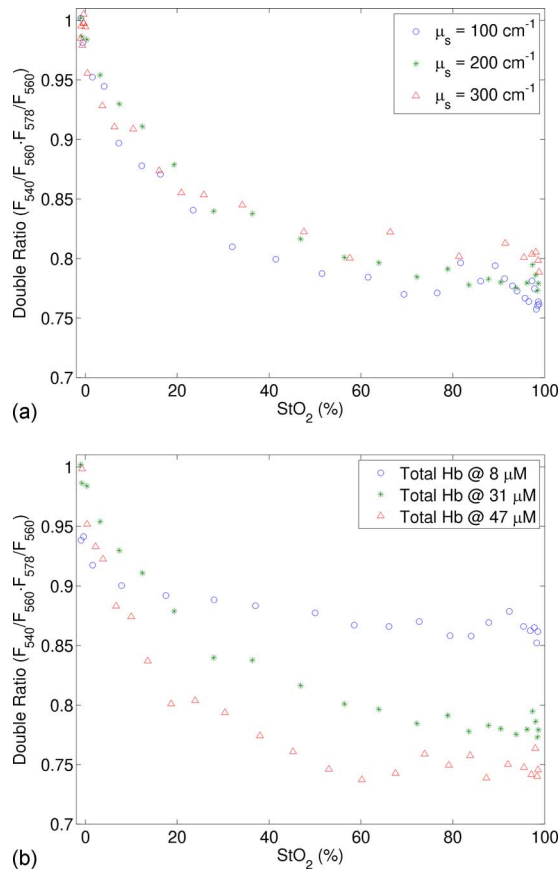 1
0.95
0.9
0.85
0.8
0.75
0.7
Double Ratio (F540/F560.F578/F560)
μs = 100 cm-1
μs = 200 cm-1
μs = 300 cm-1
0 20 40 60 80 100
StO2 (%)
(a)
1
0.95
0.9
0.85
0.8
0.75
0.7
Double Ratio (F540/F560.F578/F560)
Total Hb @ 8 μM
Total Hb @ 31 μM
Total Hb @ 47 μM
0 20 40 60 80 100
StO2 (%)
(b)